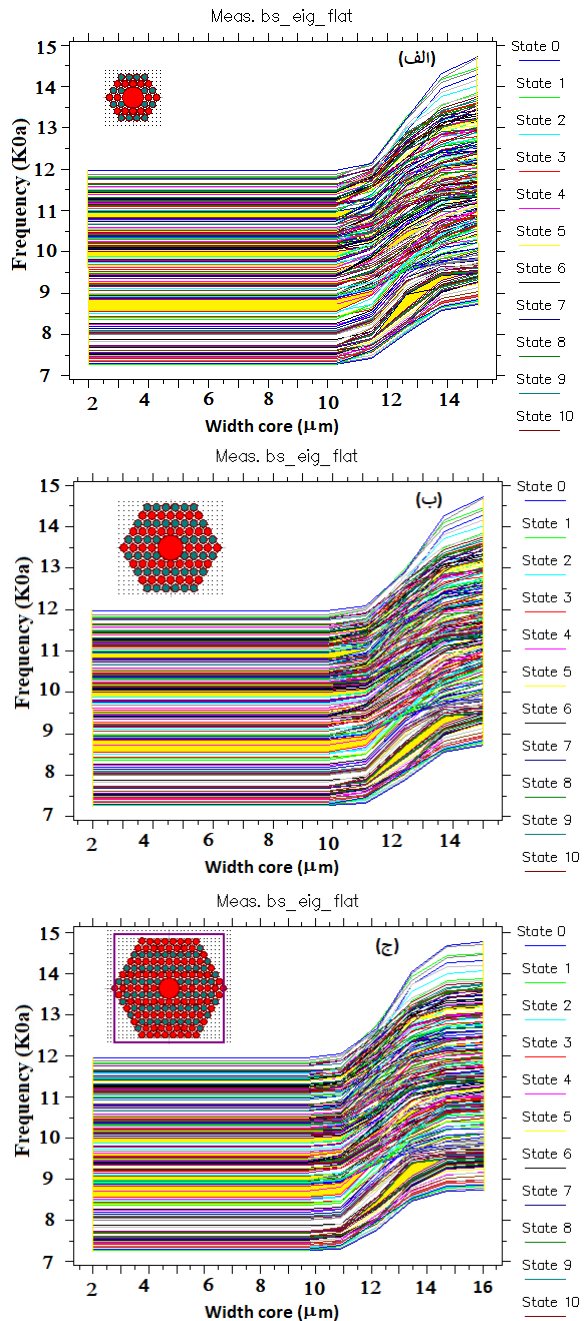 Meas. bs_eig_flat
(الف)
15
14
13
12
11
10
9
8
7
Frequency (K0a)
2 4 6 8 10 12 14
Width core (μm)
State 0
State 1
State 2
State 3
State 4
State 5
State 6
State 7
State 8
State 9
State 10
Meas. bs_eig_flat
(ب)
15
14
13
12
11
10
9
8
7
Frequency (K0a)
2 4 6 8 10 12 14
Width core (μm)
State 0
State 1
State 2
State 3
State 4
State 5
State 6
State 7
State 8
State 9
State 10
Meas. bs_eig_flat
(ج)
15
14
13
12
11
10
9
8
7
Frequency (K0a)
2 4 6 8 10 12 14 16
Width core (μm)
State 0
State 1
State 2
State 3
State 4
State 5
State 6
State 7
State 8
State 9
State 10